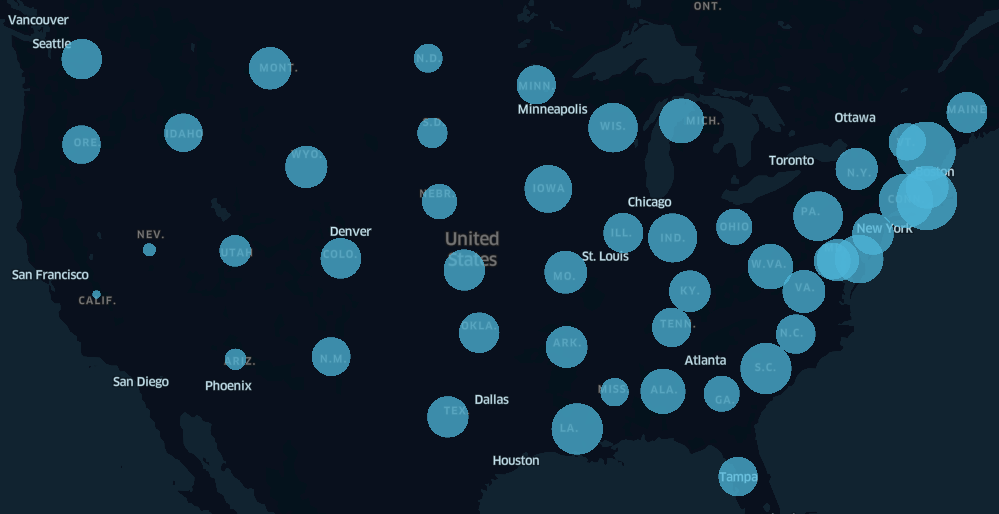 ONT.
Vancouver
Seattle
MONT.
N.D.
MINN.
Minneapolis
WIS.
MICH.
Ottawa
MAINE
ORE.
IDAHO
S.D.
WYO.
Toronto
N.Y.
NEBR.
IOWA
Chicago
PA.
NEV.
UTAH
Denver
COLO.
United
States
ILL.
IND.
OHIO
New York
St. Louis
MO.
W.VA.
San Francisco
CALIF.
KY.
VA.
OKLA.
TENN.
N.C.
ARIZ.
N.M.
ARK.
Atlanta
S.C.
San Diego
Phoenix
TEX
Dallas
MISS.
ALA.
GA.
LA.
Houston
Tampa